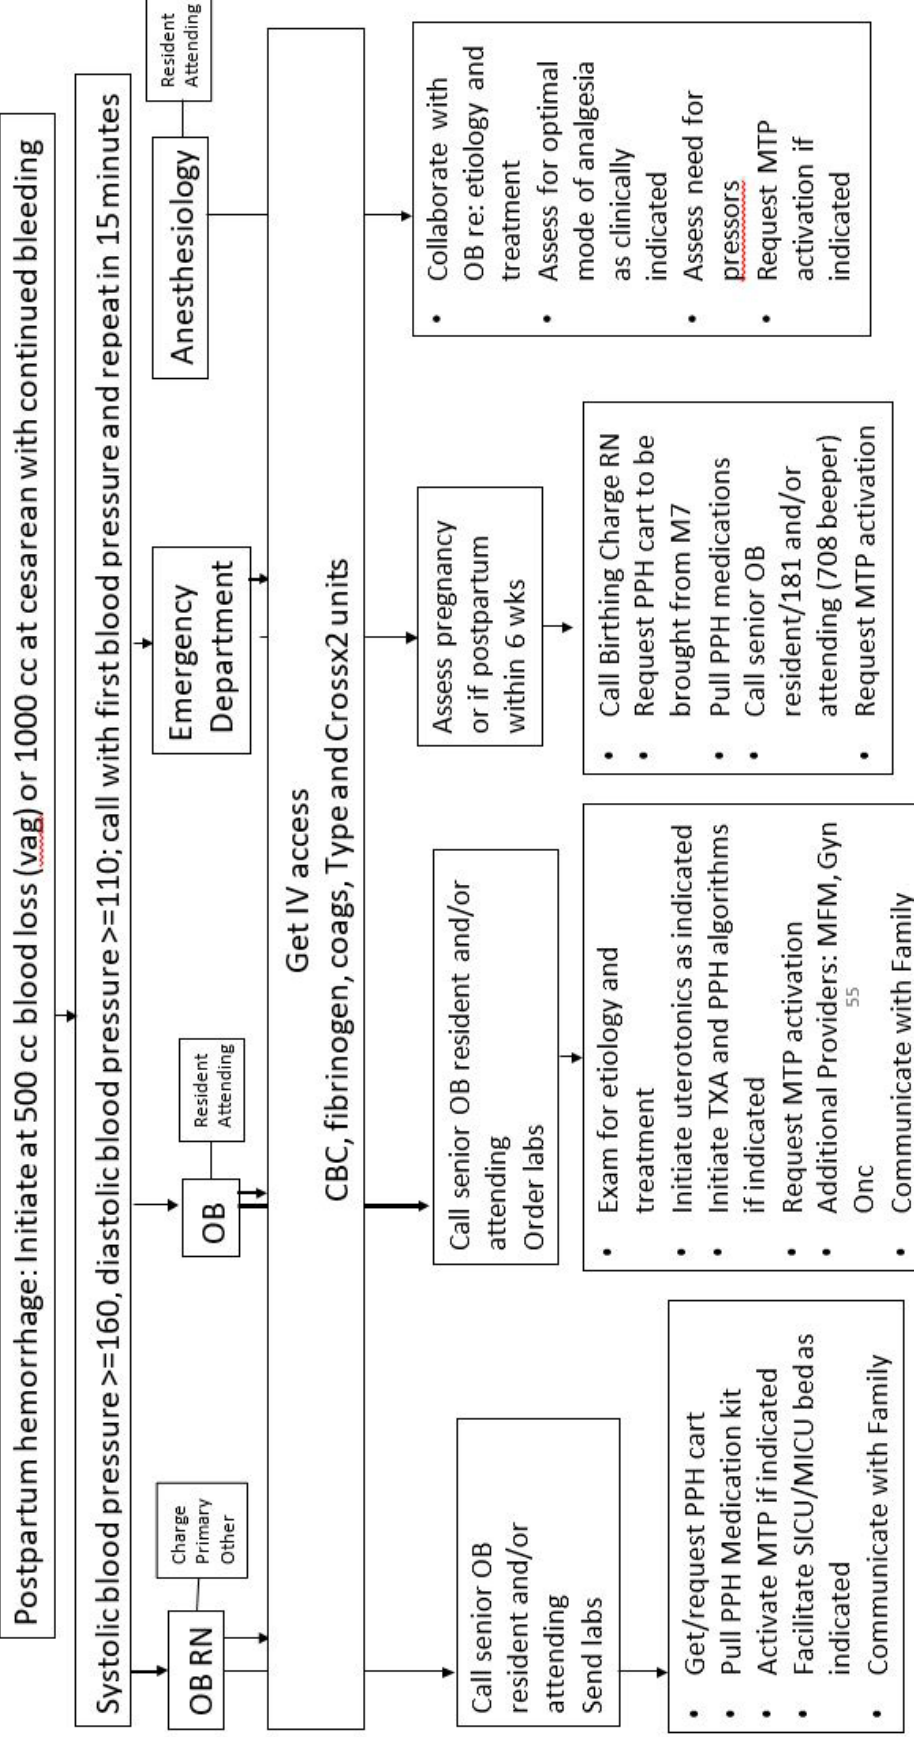 Postpartum hemorrhage: Initiate at 500 cc blood loss (vag) or 1000 cc at cesarean with continued bleeding
Systolic blood pressure >=160, diastolic blood pressure >=110; call with first blood pressure and repeat in 15 minutes
OB RN
Charge
Primary
Other
OB
Resident
Attending
Emergency
Department
Anesthesiology
Resident
Attending
Get IV access
CBC, fibrinogen, coags, Type and Crossx2 units
Call senior OB
resident and/or
attending
Send labs
• Get/request PPH cart
• Pull PPH Medication kit
• Activate MTP if indicated
• Facilitate SICU/MICU bed as
indicated
• Communicate with Family
Call senior OB resident and/or
attending
Order labs
• Exam for etiology and
treatment
• Initiate uterotonics as indicated
• Initiate TXA and PPH algorithms
if indicated
• Request MTP activation
• Additional Providers: MFM, Gyn
Onc
• Communicate with Family
55
Assess pregnancy
or if postpartum
within 6 wks
• Call Birthing Charge RN
• Request PPH cart to be
brought from M7
• Pull PPH medications
• Call senior OB
resident/181 and/or
attending (708 beeper)
• Request MTP activation
• Collaborate with
OB re: etiology and
treatment
• Assess for optimal
mode of analgesia
as clinically
indicated
• Assess need for
pressors
• Request MTP
activation if
indicated